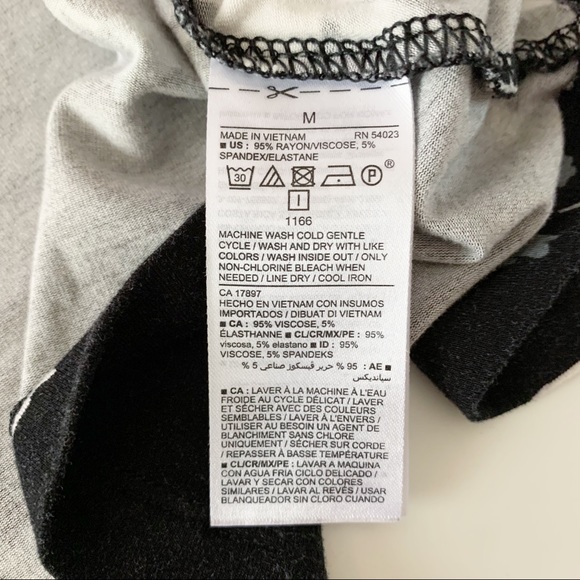 M
MADE IN VIETNAM RN 54023
■ US : 95% RAYON/VISCOSE, 5%
SPANDEX/ELASTANE
30 P ®
I
1166
MACHINE WASH COLD GENTLE
CYCLE / WASH AND DRY WITH LIKE
COLORS / WASH INSIDE OUT / ONLY
NON-CHLORINE BLEACH WHEN
NEEDED / LINE DRY / COOL IRON
CA 17897
HECHO EN VIETNAM CON INSUMOS
IMPORTADOS / DIBUAT DI VIETNAM
■ CA : 95% VISCOSE, 5%
ÉLASTHANNE ■ CL/CR/MX/PE : 95%
viscosa, 5% elastano ■ ID : 95%
VISCOSE, 5% SPANDEKS
■ AE : 95 % حرير فيسكوز صناعي 5 %
سبانديكس
■ CA : LAVER À LA MACHINE À L'EAU
FROIDE AU CYCLE DÉLICAT / LAVER
ET SÉCHER AVEC DES COULEURS
SEMBLABLES / LAVER À L'ENVERS /
UTILISER AU BESOIN UN AGENT DE
BLANCHIMENT SANS CHLORE
UNIQUEMENT / SÉCHER SUR CORDE
/ REPASSER À BASSE TEMPÉRATURE
■ CL/CR/MX/PE : LAVAR A MAQUINA
CON AGUA FRIA CICLO DELICADO /
LAVAR Y SECAR CON COLORES
SIMILARES / LAVAR AL REVÉS / USAR
BLANQUEADOR SIN CLORO CUANDO